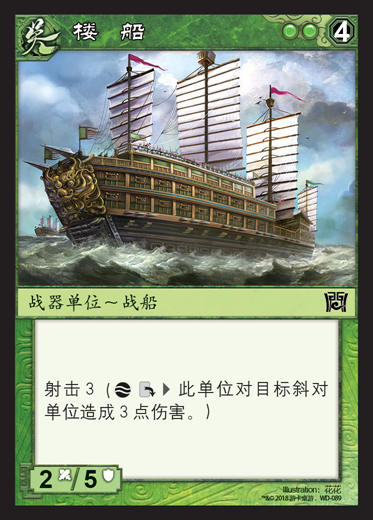 吴 楼船 4
战器单位～战船
射击3（ ▶此单位对目标斜对
单位造成3点伤害。）
2/5
Illustration: 花花
™&© 2018 游卡桌游. WD-089